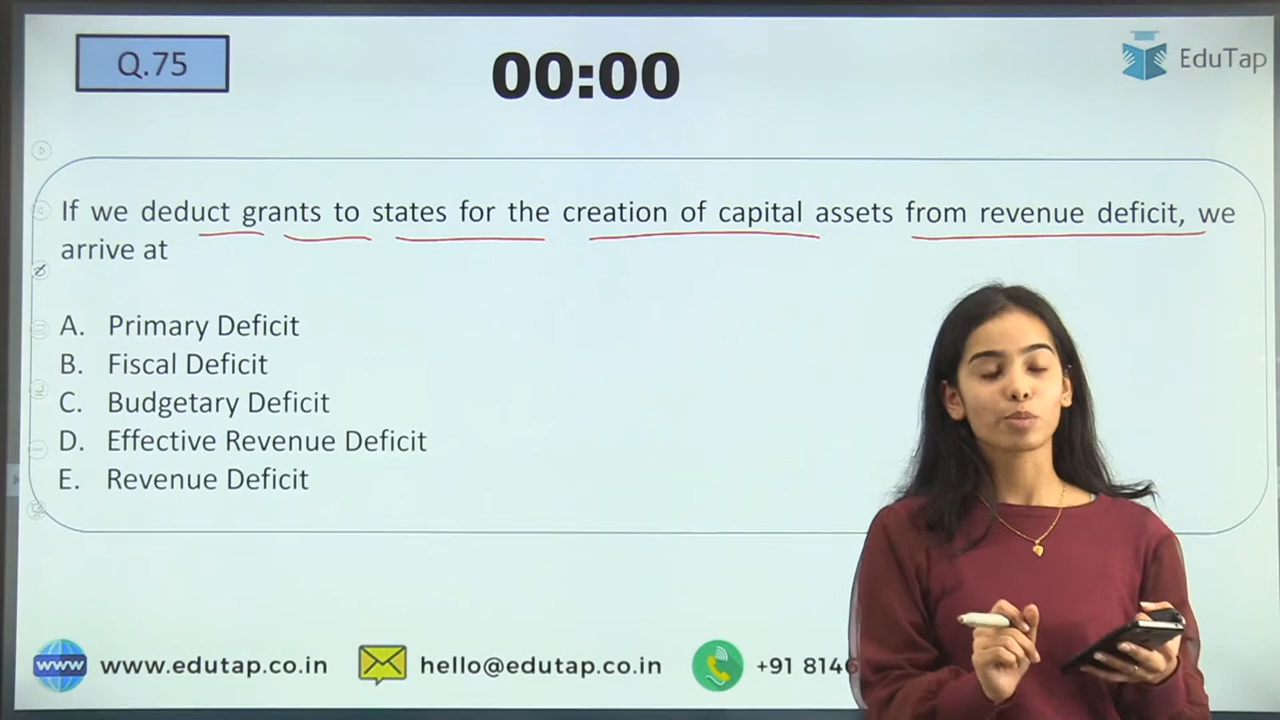 Q.75
00:00
EduTap
If we deduct grants to states for the creation of capital assets from revenue deficit, we
arrive at
A. Primary Deficit
B. Fiscal Deficit
C. Budgetary Deficit
D. Effective Revenue Deficit
E. Revenue Deficit
www www.edutap.co.in hello@edutap.co.in +91 8146